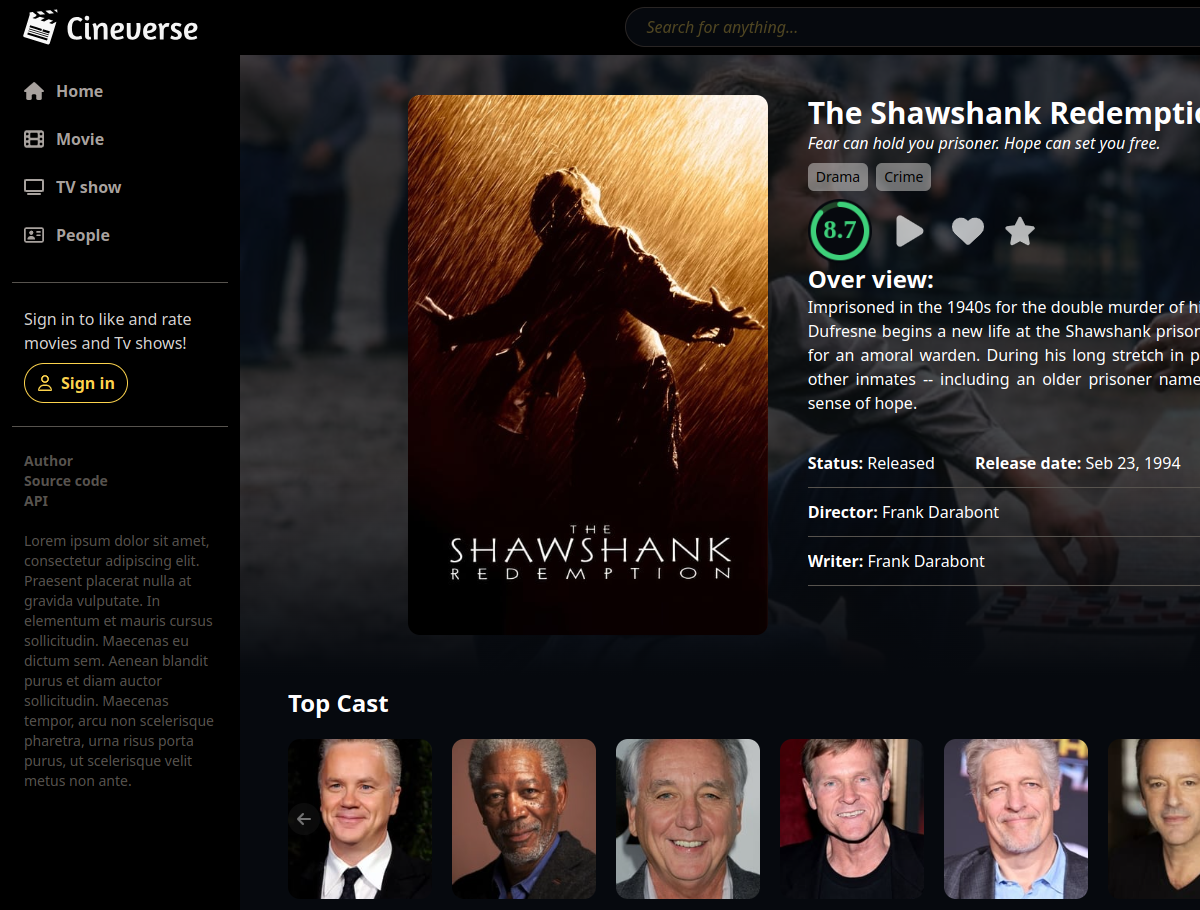 Cineverse
Search for anything...
Home
Movie
TV show
People
Sign in to like and rate
movies and Tv shows!
Sign in
Author
Source code
API
Lorem ipsum dolor sit amet,
consectetur adipiscing elit.
Praesent placerat nulla at
gravida vulputate. In
elementum et mauris cursus
sollicitudin. Maecenas eu
dictum sem. Aenean blandit
purus et diam auctor
sollicitudin. Maecenas
tempor, arcu non scelerisque
pharetra, urna risus porta
purus, ut scelerisque velit
metus non ante.
THE
SHAWSHANK
REDEMPTION
The Shawshank
Fear can hold you prisoner. Hope can set you free.
Drama Crime
8.7
Over view:
Imprisoned in the 1940s for the double murder of
Dufresne begins a new life at the Shawshank
for an amoral warden. During his long stretch in
other inmates -- including an older prisoner
sense of hope.
Status: Released Release date: Seb 23, 1994
Director: Frank Darabont
Writer: Frank Darabont
Top Cast